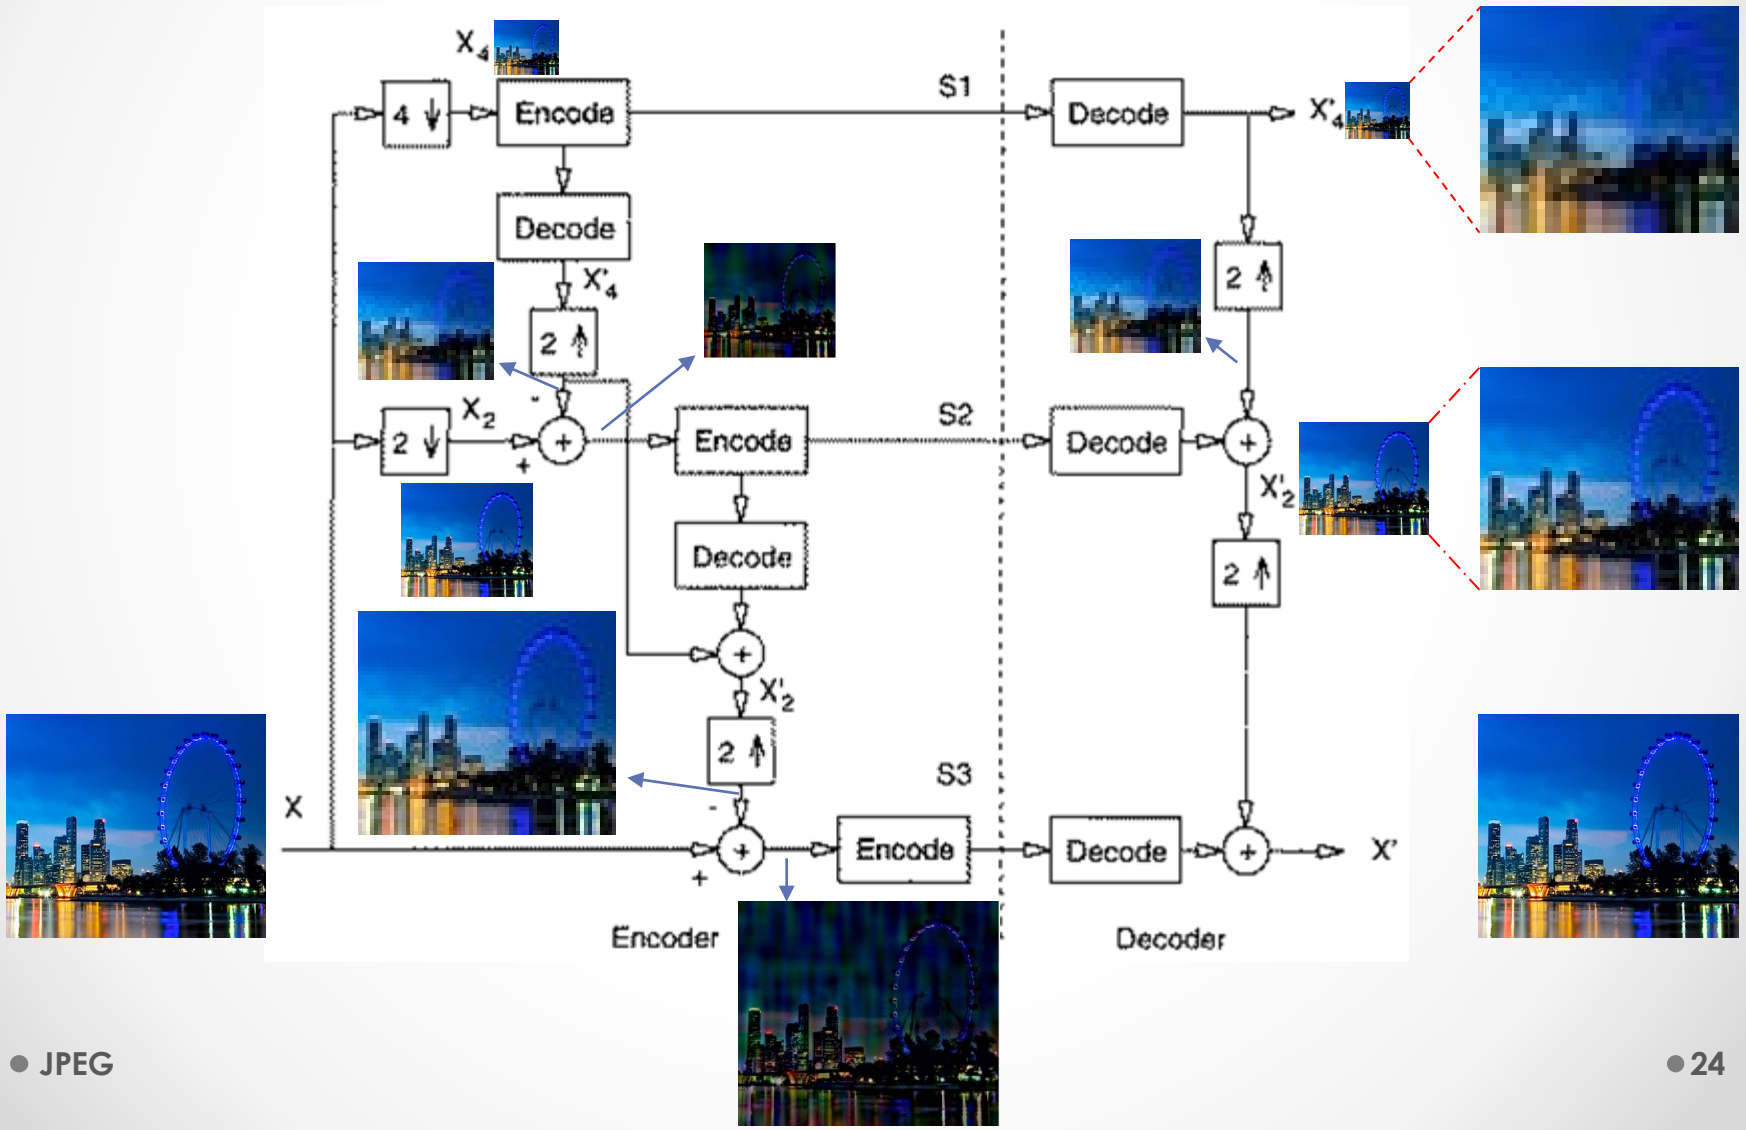 X₄
4 ↓
Encode
S1
Decode
X'₄
Decode
X'₄
2 ↑
2 ↑
-
X₂
2 ↓
+
+
Encode
S2
Decode
+
X'₂
Decode
2 ↑
+
X'₂
2 ↑
S3
X
-
+
+
Encode
Decode
+
X'
Encoder
Decoder
JPEG
24